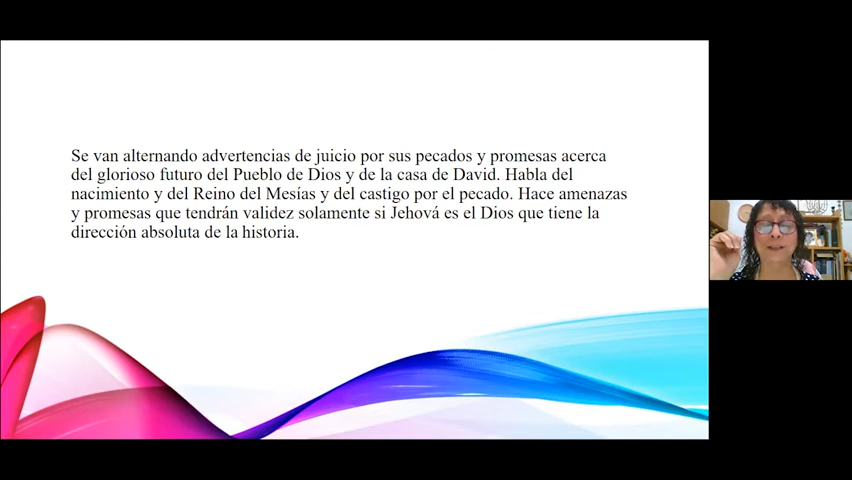 Se van alternando advertencias de juicio por sus pecados y promesas acerca
del glorioso futuro del Pueblo de Dios y de la casa de David. Habla del
nacimiento y del Reino del Mesías y del castigo por el pecado. Hace amenazas
y promesas que tendrán validez solamente si Jehová es el Dios que tiene la
dirección absoluta de la historia.